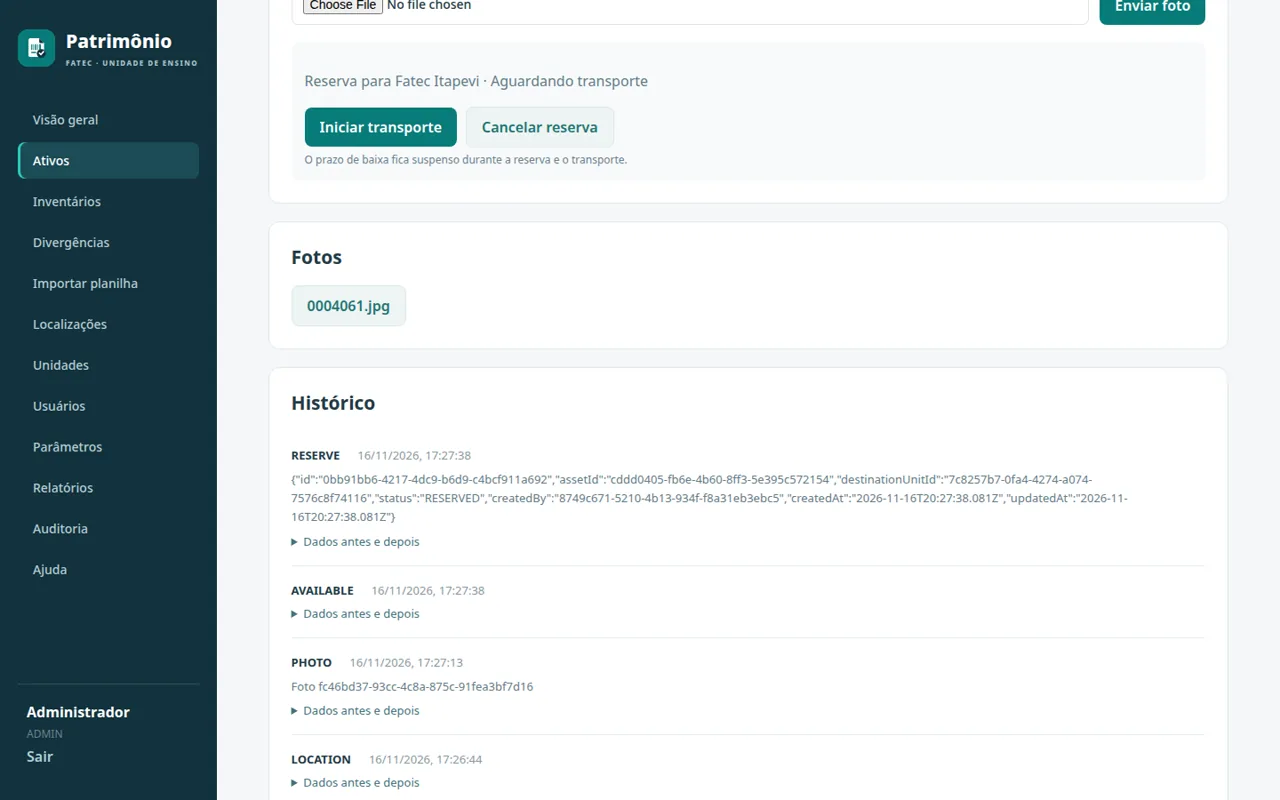 Patrimônio
FATEC · UNIDADE DE ENSINO
Visão geral
Ativos
Inventários
Divergências
Importar planilha
Localizações
Unidades
Usuários
Parâmetros
Relatórios
Auditoria
Ajuda
Administrador
ADMIN
Sair
Choose File No file chosen
Enviar foto
Reserva para Fatec Itapevi · Aguardando transporte
Iniciar transporte
Cancelar reserva
O prazo de baixa fica suspenso durante a reserva e o transporte.
Fotos
0004061.jpg
Histórico
RESERVE 16/11/2026, 17:27:38
{"id":"0bb91bb6-4217-4dc9-b6d9-c4bcf911a692","assetId":"cddd0405-fb6e-4b60-8ff3-5e395c572154","destinationUnitId":"7c8257b7-0fa4-4274-a074-
7576c8f74116","status":"RESERVED","createdBy":"8749c671-5210-4b13-934f-f8a31eb3ebc5","createdAt":"2026-11-16T20:27:38.081Z","updatedAt":"2026-11-
16T20:27:38.081Z"}
Dados antes e depois
AVAILABLE 16/11/2026, 17:27:38
Dados antes e depois
PHOTO 16/11/2026, 17:27:13
Foto fc46bd37-93cc-4c8a-875c-91fea3bf7d16
Dados antes e depois
LOCATION 16/11/2026, 17:26:44
Dados antes e depois